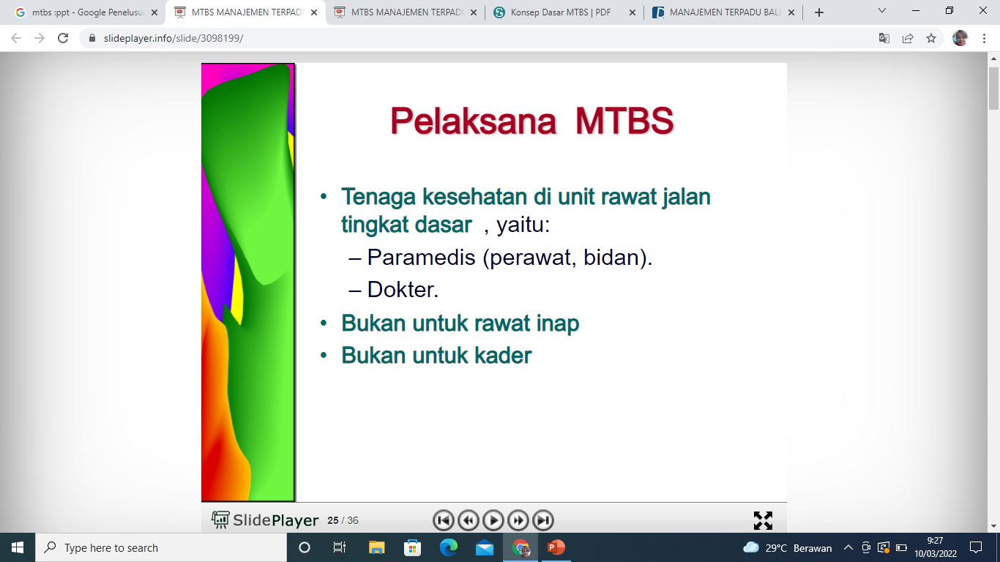 mtbs :ppt - Google Penelusu
MTBS MANAJEMEN TERPADU
MTBS MANAJEMEN TERPADU
Konsep Dasar MTBS | PDF
MANAJEMEN TERPADU BALI
slideplayer.info/slide/3098199/
Pelaksana MTBS
• Tenaga kesehatan di unit rawat jalan
tingkat dasar , yaitu:
– Paramedis (perawat, bidan).
– Dokter.
• Bukan untuk rawat inap
• Bukan untuk kader
SlidePlayer
25 / 36
Type here to search
29°C Berawan
9:27
10/03/2022